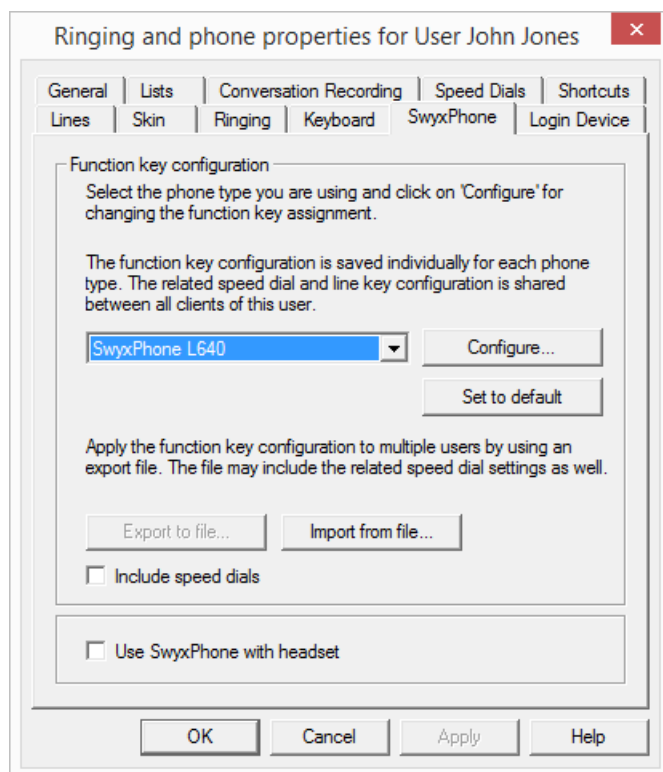 Ringing and phone properties for User John Jones
General Lists Conversation Recording Speed Dials Shortcuts
Lines Skin Ringing Keyboard SwyxPhone Login Device
Function key configuration
Select the phone type you are using and click on 'Configure' for
changing the function key assignment.
The function key configuration is saved individually for each phone
type. The related speed dial and line key configuration is shared
between all clients of this user.
SwyxPhone L640
Configure...
Set to default
Apply the function key configuration to multiple users by using an
export file. The file may include the related speed dial settings as well.
Export to file... Import from file...
Include speed dials
Use SwyxPhone with headset
OK Cancel Apply Help